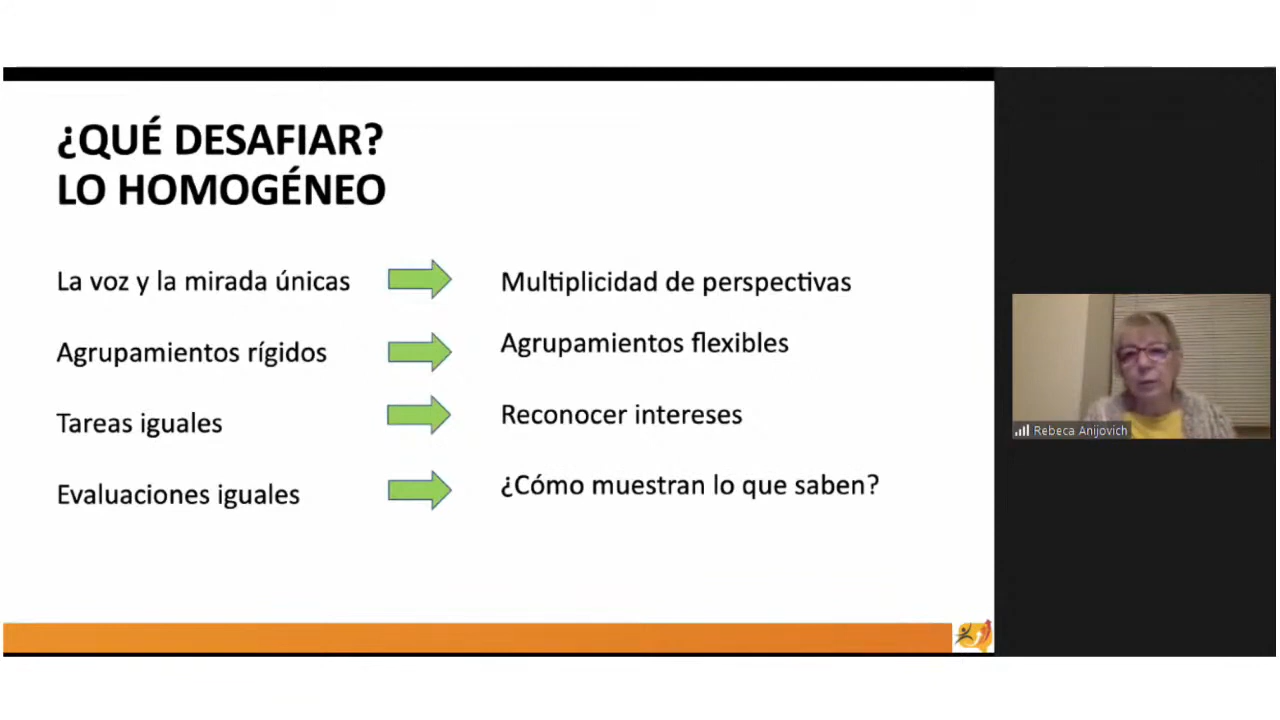 ¿QUÉ DESAFIAR?
LO HOMOGÉNEO
La voz y la mirada únicas
Multiplicidad de perspectivas
Agrupamientos rígidos
Agrupamientos flexibles
Tareas iguales
Reconocer intereses
Evaluaciones iguales
¿Cómo muestran lo que saben?
Rebeca Anijovich